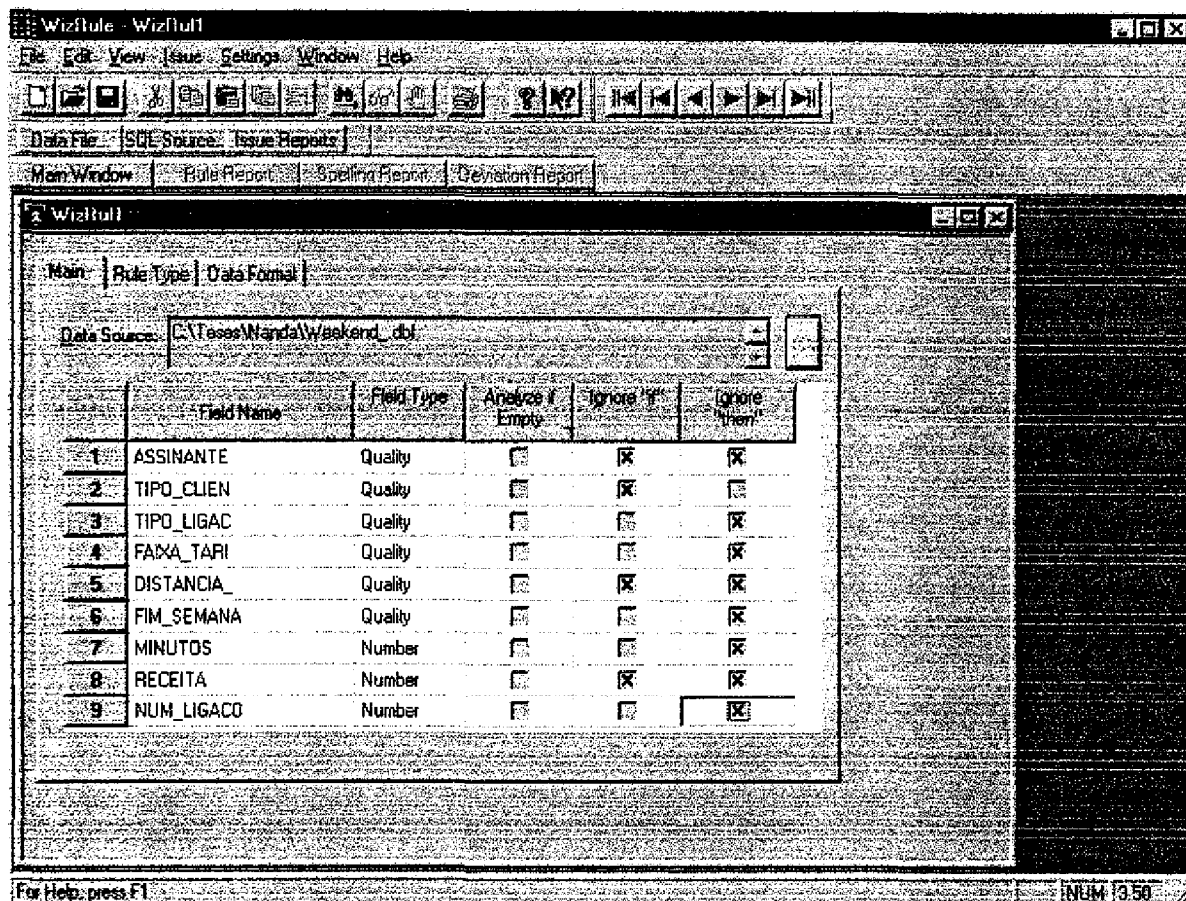 WizRule - WizRul1
File Edit View Issue Settings Window Help
Data File... SQL Source... Issue Reports
Main Window Rule Report Spelling Report Deviation Report
WizRul1
Main Rule Type Data Format
Data Source: C:\Teses\Nanda\Weekend_.dbf
Field Name Field Type Analyze if Empty Ignore "if" Ignore "then"
1 ASSINANTE Quality
2 TIPO_CLIEN Quality
3 TIPO_LIGAC Quality
4 FAIXA_TARI Quality
5 DISTANCIA_ Quality
6 FIM_SEMANA Quality
7 MINUTOS Number
8 RECEITA Number
9 NUM_LIGACO Number
For Help, press F1 NUM 3.50